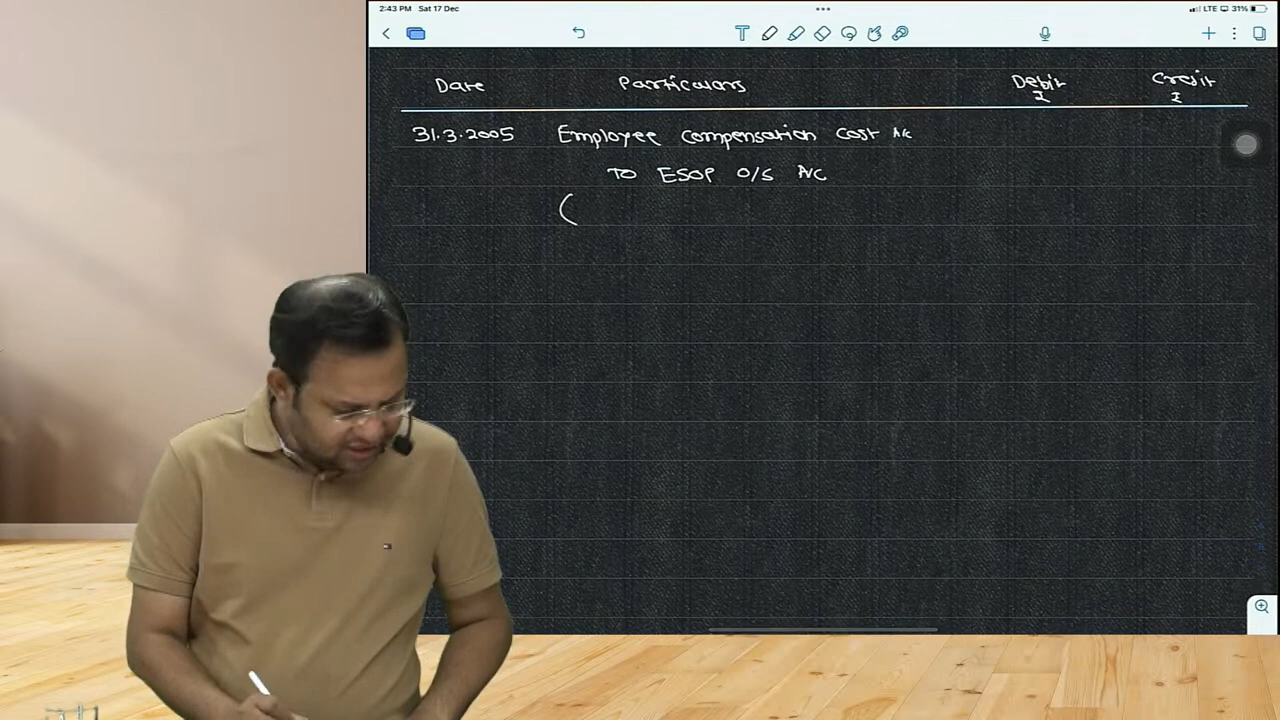 2:43 PM Sat 17 Dec
LTE 31%
Date Particulars Debit Credit
₹ ₹
31.3.2005 Employee compensation cost A/c
To ESOP O/S A/C
(